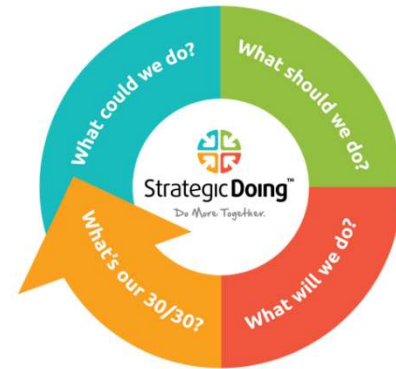 What could we do?
What should we do?
What will we do?
What's our 30/30?
StrategicDoing™
Do More Together.